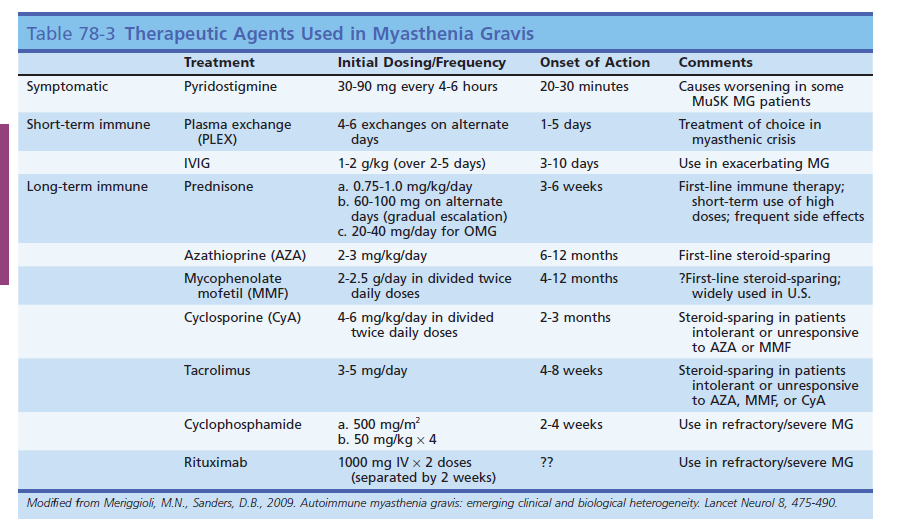 Table 78-3 Therapeutic Agents Used in Myasthenia Gravis
Treatment Initial Dosing/Frequency Onset of Action Comments
Symptomatic Pyridostigmine 30-90 mg every 4-6 hours 20-30 minutes Causes worsening in some
MuSK MG patients
Short-term immune Plasma exchange 4-6 exchanges on alternate 1-5 days Treatment of choice in
(PLEX) days myasthenic crisis
IVIG 1-2 g/kg (over 2-5 days) 3-10 days Use in exacerbating MG
Long-term immune Prednisone a. 0.75-1.0 mg/kg/day 3-6 weeks First-line immune therapy;
b. 60-100 mg on alternate short-term use of high
days (gradual escalation) doses; frequent side effects
c. 20-40 mg/day for OMG
Azathioprine (AZA) 2-3 mg/kg/day 6-12 months First-line steroid-sparing
Mycophenolate 2-2.5 g/day in divided twice 4-12 months ?First-line steroid-sparing;
mofetil (MMF) daily doses widely used in U.S.
Cyclosporine (CyA) 4-6 mg/kg/day in divided 2-3 months Steroid-sparing in patients
twice daily doses intolerant or unresponsive
to AZA or MMF
Tacrolimus 3-5 mg/day 4-8 weeks Steroid-sparing in patients
intolerant or unresponsive
to AZA, MMF, or CyA
Cyclophosphamide a. 500 mg/m² 2-4 weeks Use in refractory/severe MG
b. 50 mg/kg × 4
Rituximab 1000 mg IV × 2 doses ?? Use in refractory/severe MG
(separated by 2 weeks)
Modified from Meriggioli, M.N., Sanders, D.B., 2009. Autoimmune myasthenia gravis: emerging clinical and biological heterogeneity. Lancet Neurol 8, 475-490.